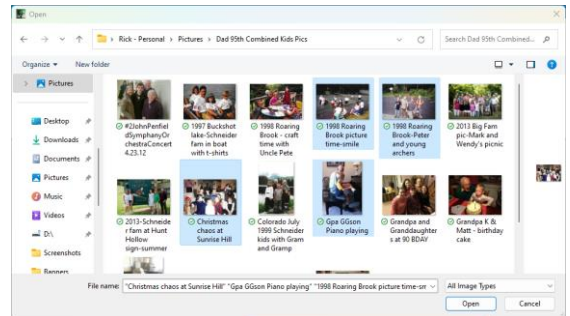 Open
Rick - Personal > Pictures > Dad 95th Combined Kids Pics
Search Dad 95th Combined...
Organize
New folder
Pictures
Desktop
Downloads
Documents
Pictures
Music
Videos
D:\
Screenshots
Banners
#2JohnPenfiel
dSymphanyOr
chestraConcert
4.23.12
1997 Buckshot
lake-Schneider
fam in boat
with t-shirts
1998 Roaring
Brook - craft
time with
Uncle Pete
1998 Roaring
Brook picture
time-smile
1998 Roaring
Brook-Peter
and young
archers
2013 Big Fam
pic-Mark and
Wendy's picnic
2013-Schneide
r fam at Hunt
Hollow
sign-summer
Christmas
chaos at
Sunrise Hill
Colorado July
1999 Schneider
kids with Gram
and Gramp
Gpa GGson
Piano playing
Grandpa and
Granddaughter
s at 90 BDAY
Grandpa K &
Matt - birthday
cake
File name:
"Christmas chaos at Sunrise Hill" "Gpa GGson Piano playing" "1998 Roaring Brook picture time-sm
All Image Types
Open
Cancel